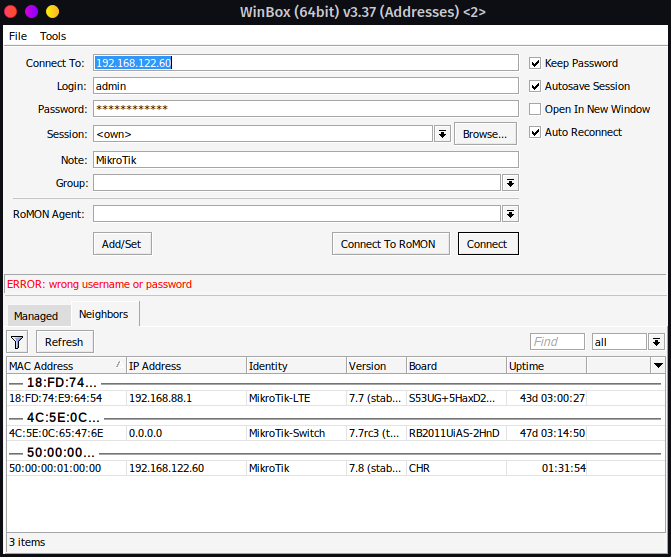 WinBox (64bit) v3.37 (Addresses) <2>
File Tools
Connect To: 192.168.122.60 Keep Password
Login: admin Autosave Session
Password: ************ Open In New Window
Session: <own> Browse... Auto Reconnect
Note: MikroTik
Group:
RoMON Agent:
Add/Set Connect To RoMON Connect
ERROR: wrong username or password
Managed Neighbors
Refresh Find all
MAC Address IP Address Identity Version Board Uptime
18:FD:74...
18:FD:74:E9:64:54 192.168.88.1 MikroTik-LTE 7.7 (stab... S53UG+5HaxD2... 43d 03:00:27
4C:5E:0C...
4C:5E:0C:65:47:6E 0.0.0.0 MikroTik-Switch 7.7rc3 (t... RB2011UiAS-2HnD 47d 03:14:50
50:00:00...
50:00:00:01:00:00 192.168.122.60 MikroTik 7.8 (stab... CHR 01:31:54
3 items